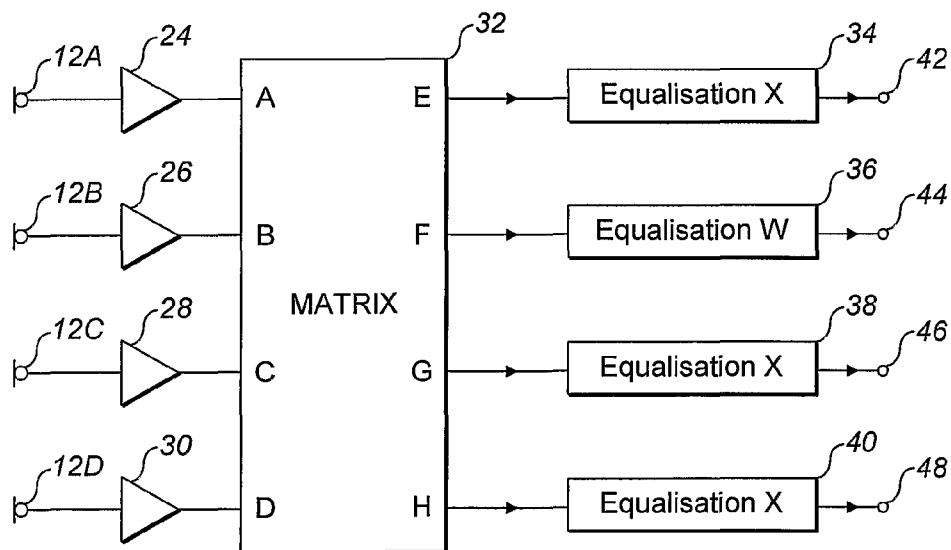 24 32 34 42
12A A E Equalisation X
26 36 44
12B B F Equalisation W
MATRIX
28 38 46
12C C G Equalisation X
30 40 48
12D D H Equalisation X